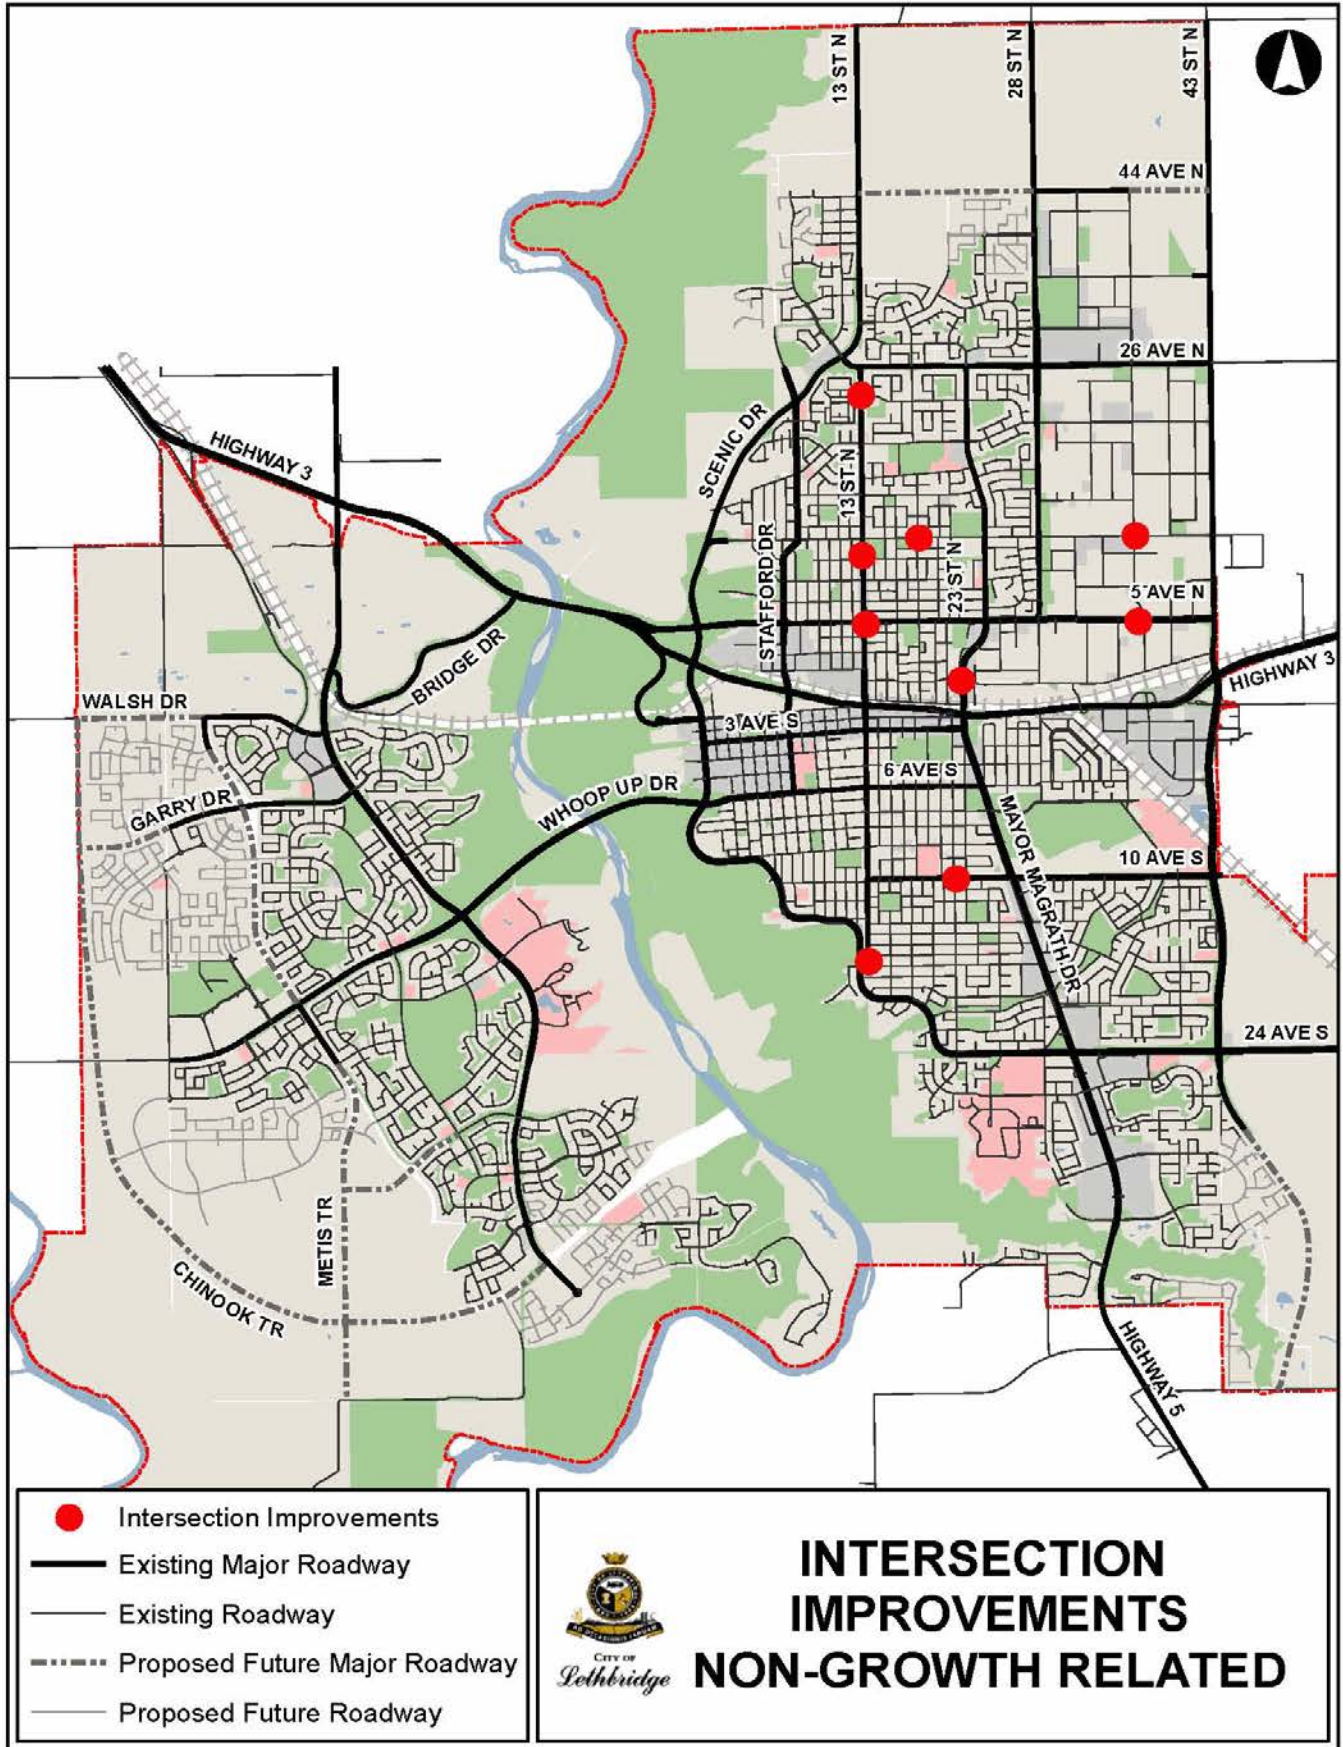 13 ST N
28 ST N
43 ST N
44 AVE N
26 AVE N
HIGHWAY 3
SCENIC DR
13 ST N
STAFFORD DR
23 ST N
5 AVE N
BRIDGE DR
HIGHWAY 3
WALSH DR
3 AVE S
6 AVE S
GARRY DR
WHOOP UP DR
MAYOR MAGRATH DR
10 AVE S
24 AVE S
METIS TR
CHINOOK TR
HIGHWAY 5
Intersection Improvements
Existing Major Roadway
Existing Roadway
Proposed Future Major Roadway
Proposed Future Roadway
CITY OF
Lethbridge
INTERSECTION
IMPROVEMENTS
NON-GROWTH RELATED